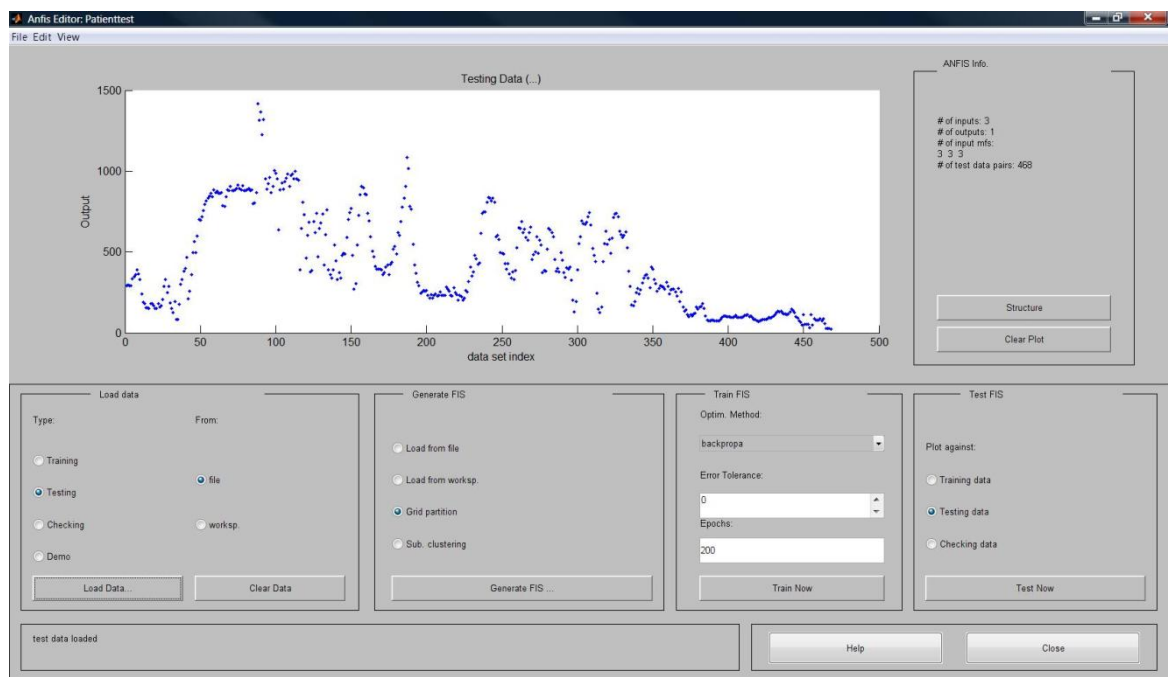 Anfis Editor: Patienttest
File Edit View
Testing Data (...)
1500
1000
500
0
Output
0 50 100 150 200 250 300 350 400 450 500
data set index
ANFIS Info.
# of inputs: 3
# of outputs: 1
# of input mfs:
3 3 3
# of test data pairs: 468
Structure
Clear Plot
Load data
Type:
From:
Training
Testing
Checking
Demo
file
worksp.
Load Data...
Clear Data
Generate FIS
Load from file
Load from worksp.
Grid partition
Sub. clustering
Generate FIS ...
Train FIS
Optim. Method:
backpropa
Error Tolerance:
0
Epochs:
200
Train Now
Test FIS
Plot against:
Training data
Testing data
Checking data
Test Now
test data loaded
Help
Close